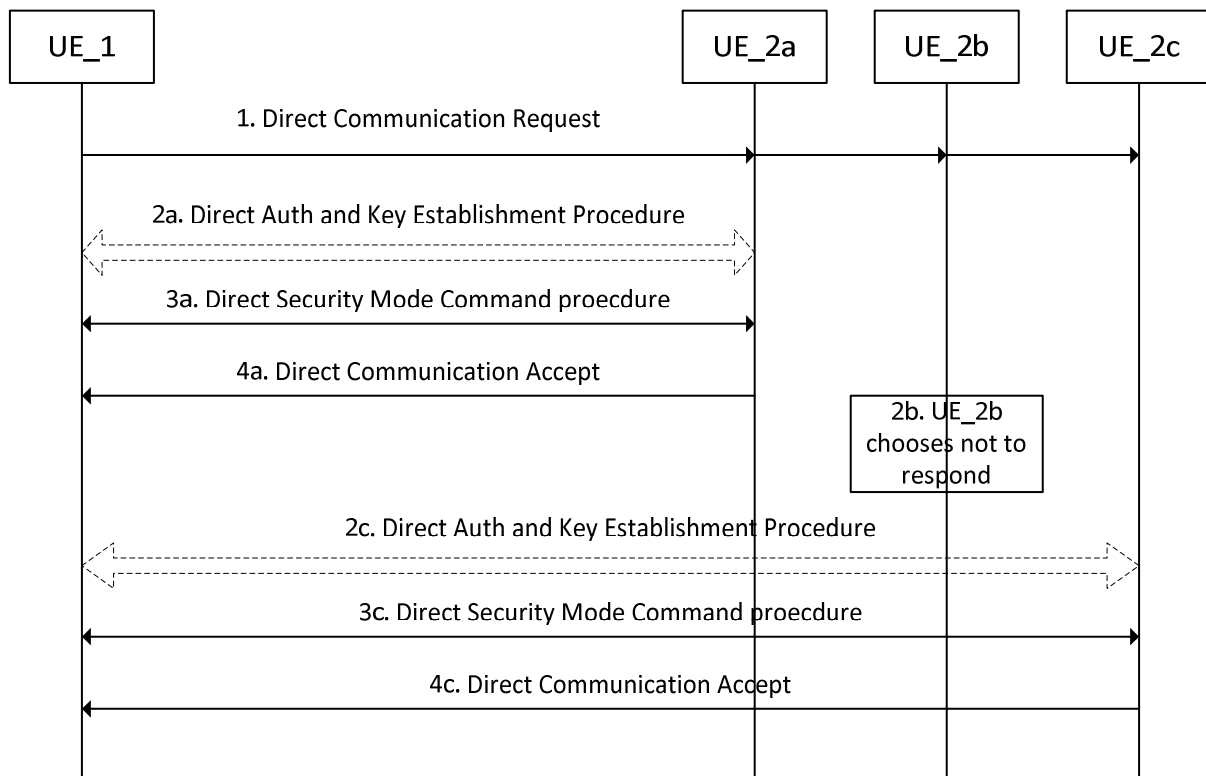 UE_1
UE_2a
UE_2b
UE_2c
1. Direct Communication Request
2a. Direct Auth and Key Establishment Procedure
3a. Direct Security Mode Command proecdure
4a. Direct Communication Accept
2b. UE_2b
chooses not to
respond
2c. Direct Auth and Key Establishment Procedure
3c. Direct Security Mode Command proecdure
4c. Direct Communication Accept